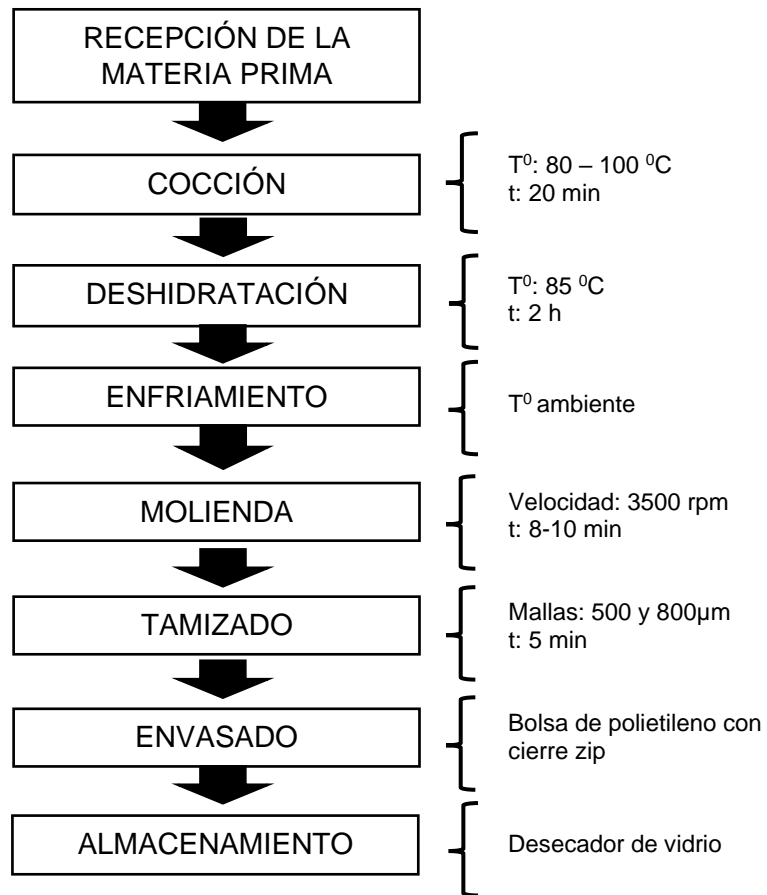 RECEPCIÓN DE LA
MATERIA PRIMA
COCCIÓN
T⁰: 80 – 100 ⁰C
t: 20 min
DESHIDRATACIÓN
T⁰: 85 ⁰C
t: 2 h
ENFRIAMIENTO
T⁰ ambiente
MOLIENDA
Velocidad: 3500 rpm
t: 8-10 min
TAMIZADO
Mallas: 500 y 800µm
t: 5 min
ENVASADO
Bolsa de polietileno con
cierre zip
ALMACENAMIENTO
Desecador de vidrio